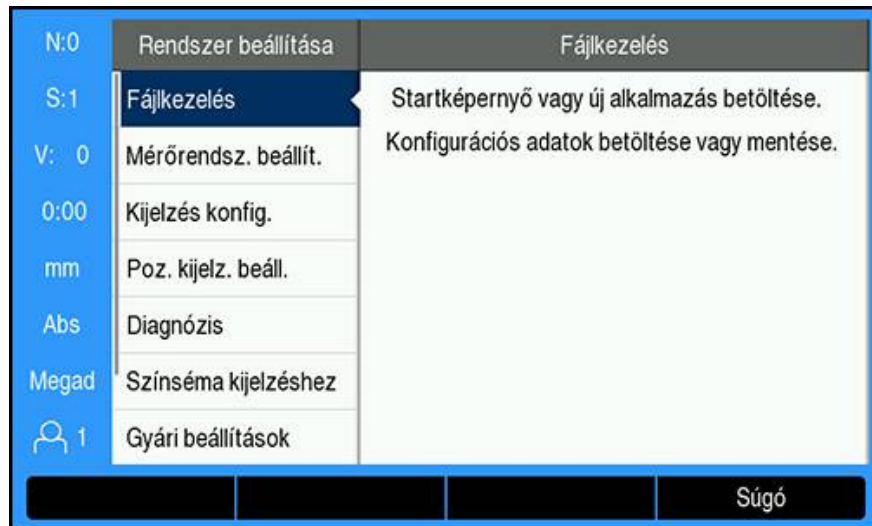 N:0
S:1
V: 0
0:00
mm
Abs
Megad
1
Rendszer beállítása
Fájlkezelés
Mérőrendsz. beállít.
Kijelzés konfig.
Poz. kijelz. beáll.
Diagnózis
Színséma kijelzéshez
Gyári beállítások
Fájlkezelés
Startképernyő vagy új alkalmazás betöltése.
Konfigurációs adatok betöltése vagy mentése.
Súgó